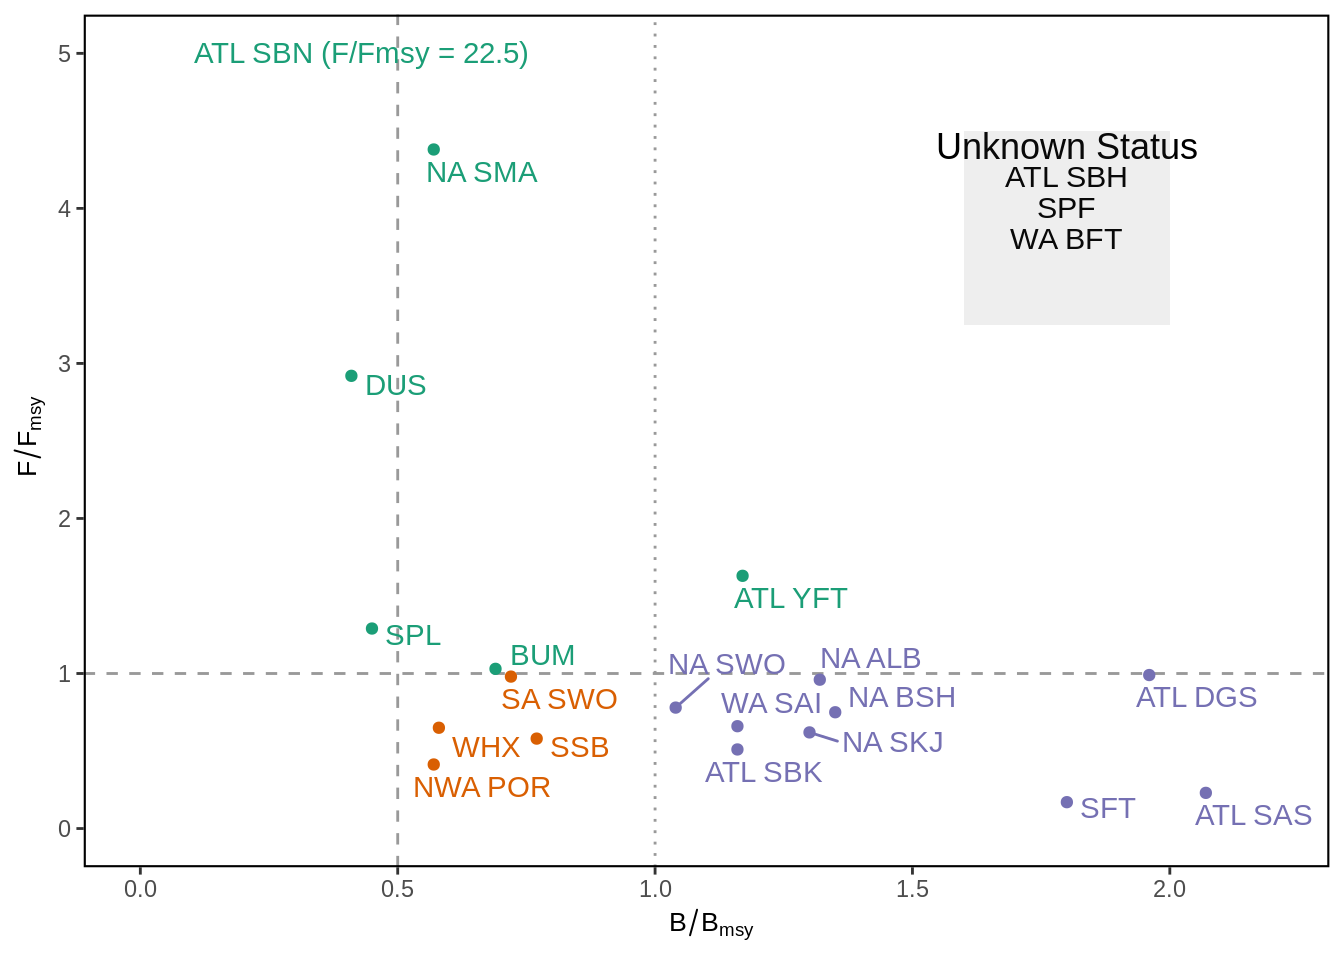 ATL SBN (F/Fmsy = 22.5)
NA SMA
Unknown Status
ATL SBH
SPF
WA BFT
DUS
ATL YFT
SPL
BUM
NA SWO
NA ALB
SA SWO
WA SAI
NA BSH
ATL DGS
WHX
SSB
NA SKJ
NWA POR
ATL SBK
SFT
ATL SAS
5
4
3
2
1
0
F/Fmsy
0.0
0.5
1.0
1.5
2.0
B/Bmsy